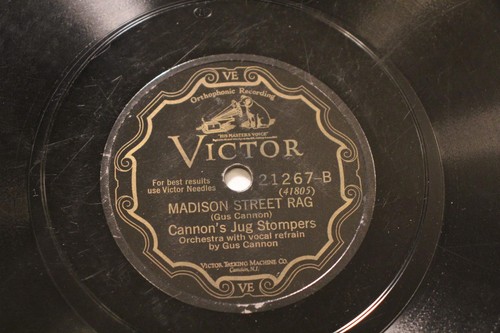 VE
Orthophonic Recording
"HIS MASTER'S VOICE"
VICTOR
For best results
use Victor Needles
21267-B
(41805)
MADISON STREET RAG
(Gus Cannon)
Cannon's Jug Stompers
Orchestra with vocal refrain
by Gus Cannon
VICTOR TALKING MACHINE CO.
Camden, N.J.
VE